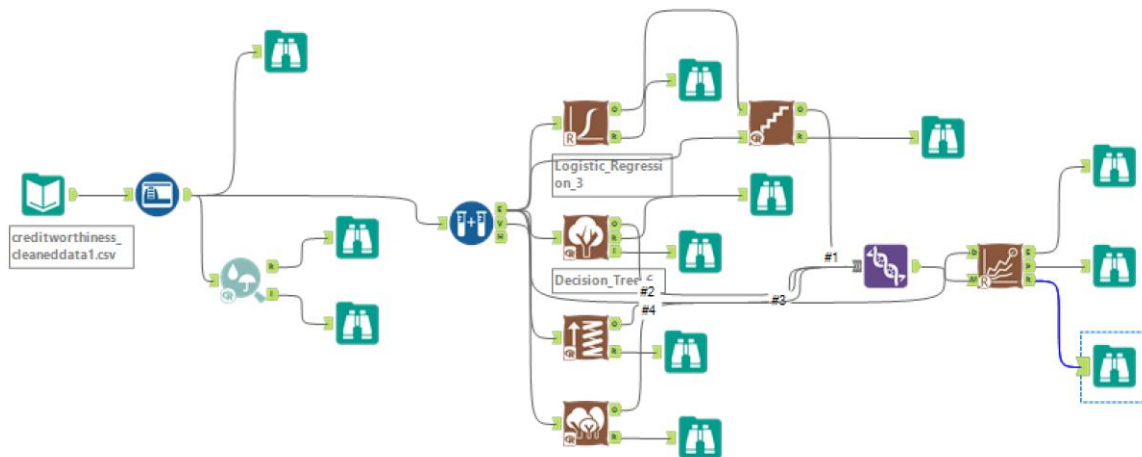 creditworthiness_
cleaneddata1.csv
Logistic_Regressi
on_3
Decision_Tree_6
#1
#2
#3
#4
E
V
H
O
R
O
R
O
R
I
O
R
O
R
R
I
E
P
R
D
M
R
R